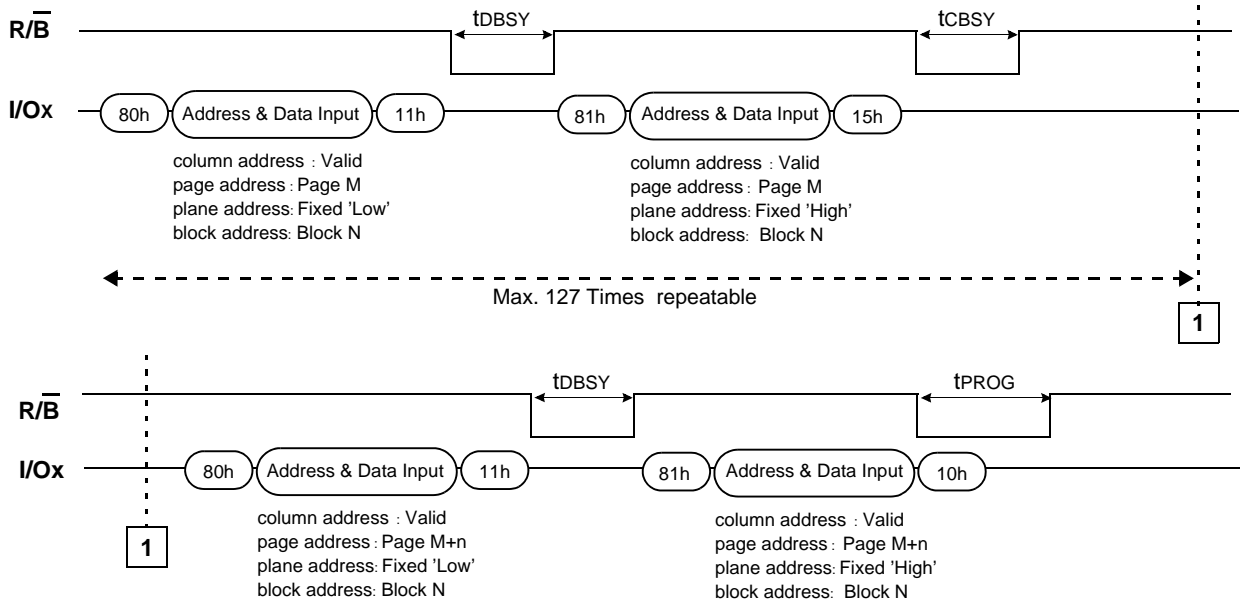 tDBSY tCBSY
R/B
I/Ox 80h Address & Data Input 11h 81h Address & Data Input 15h
column address : Valid
page address : Page M
plane address: Fixed 'Low'
block address: Block N
column address : Valid
page address : Page M
plane address: Fixed 'High'
block address: Block N
Max. 127 Times repeatable
1
tDBSY tPROG
R/B
I/Ox 80h Address & Data Input 11h 81h Address & Data Input 10h
1
column address : Valid
page address : Page M+n
plane address: Fixed 'Low'
block address: Block N
column address : Valid
page address : Page M+n
plane address: Fixed 'High'
block address: Block N